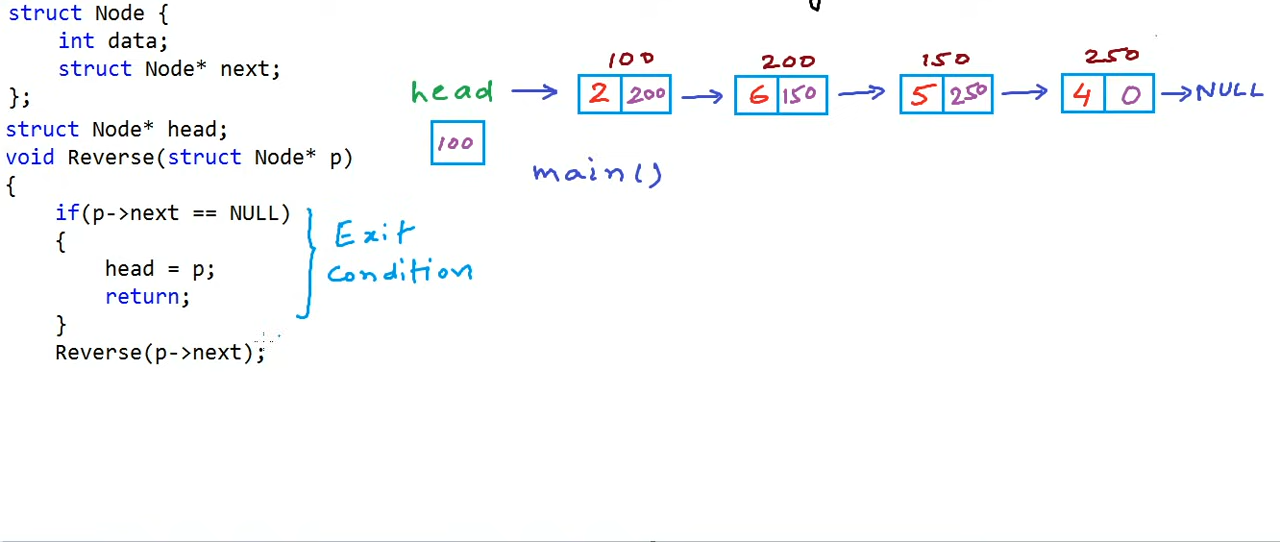 struct Node {
int data;
struct Node* next;
};
struct Node* head;
void Reverse(struct Node* p)
{
if(p->next == NULL)
{
head = p;
return;
}
Reverse(p->next);
100 200 150 250
head 2 200 6 150 5 250 4 0 NULL
100
main()
Exit
Condition